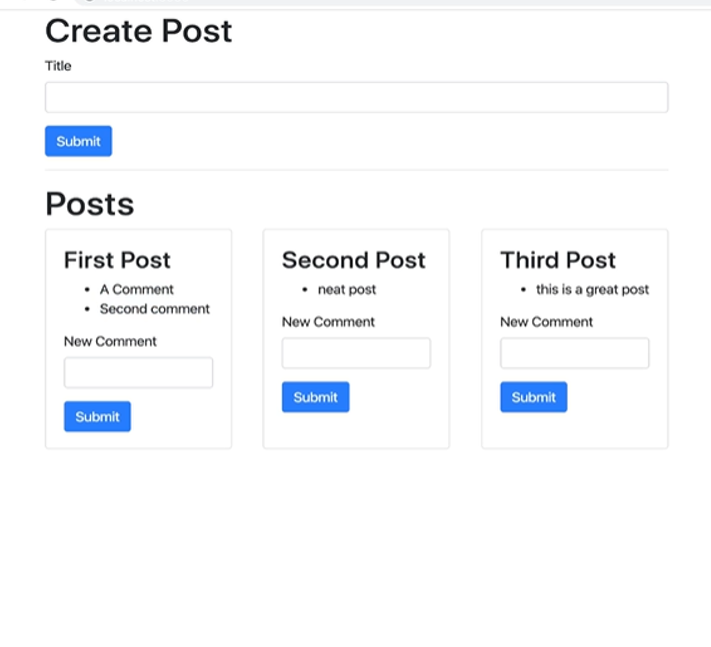 Create Post
Title
Submit
Posts
First Post
• A Comment
• Second comment
New Comment
Submit
Second Post
• neat post
New Comment
Submit
Third Post
• this is a great post
New Comment
Submit